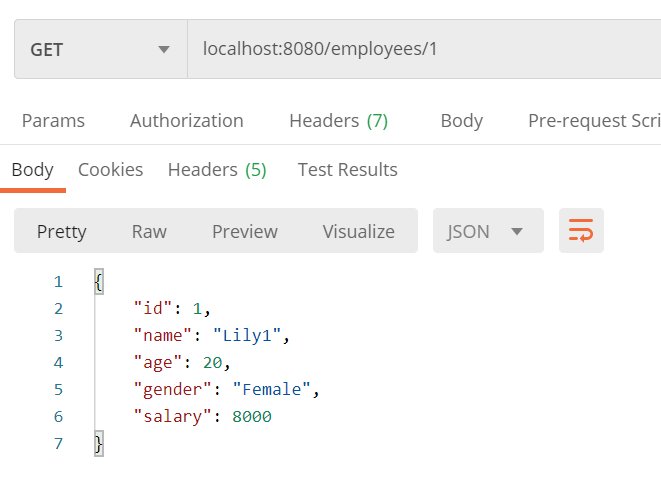 GET localhost:8080/employees/1
Params Authorization Headers (7) Body Pre-request Scri
Body Cookies Headers (5) Test Results
Pretty Raw Preview Visualize JSON
1 {
2 "id": 1,
3 "name": "Lily1",
4 "age": 20,
5 "gender": "Female",
6 "salary": 8000
7 }